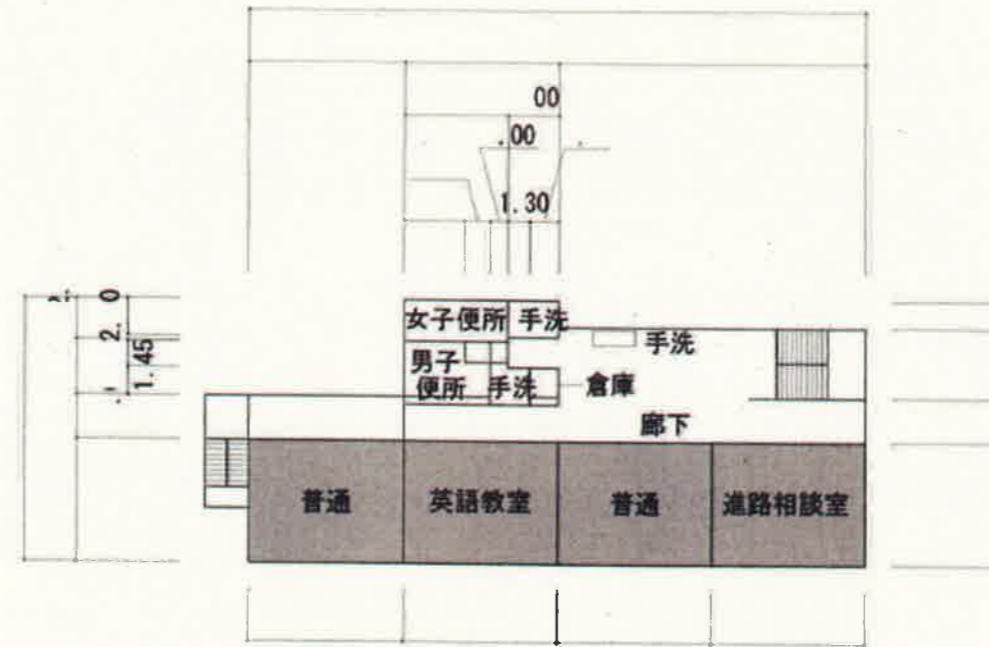 00
.00
1.30
0
2.
1.45
女子便所 手洗
手洗
男子
便所 手洗
倉庫
廊下
普通 英語教室 普通 進路相談室